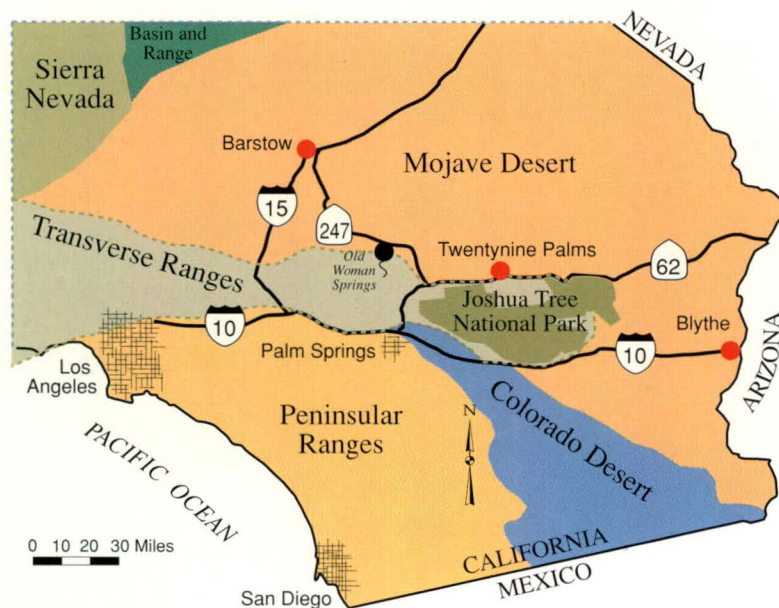 NEVADA
Basin and
Range
Sierra
Nevada
Barstow
Mojave Desert
15
247
Transverse Ranges
Old
Woman
Springs
Twentynine Palms
62
Joshua Tree
National Park
10
Blythe
10
Palm Springs
Los
Angeles
ARIZONA
Peninsular
Ranges
N
Colorado Desert
PACIFIC OCEAN
0 10 20 30 Miles
CALIFORNIA
MEXICO
San Diego